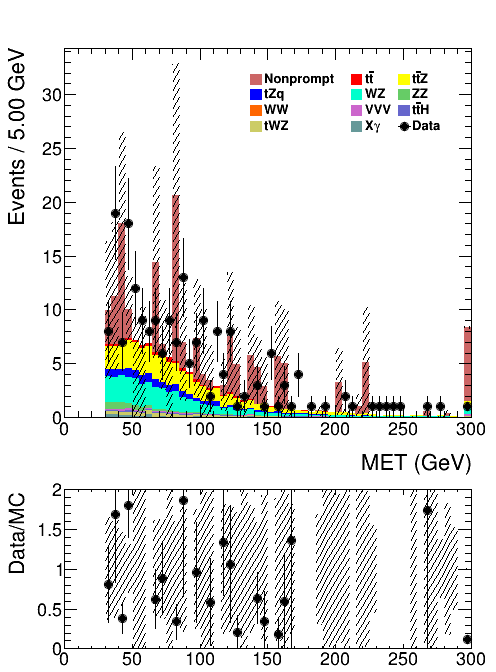 Events / 5.00 GeV
30
25
20
15
10
5
0
Nonprompt tt̄ tt̄Z
tZq WZ ZZ
WW VVV tt̄H
tWZ Xγ Data
0 50 100 150 200 250 300
MET (GeV)
Data/MC
2
1.5
1
0.5
0
0 50 100 150 200 250 300